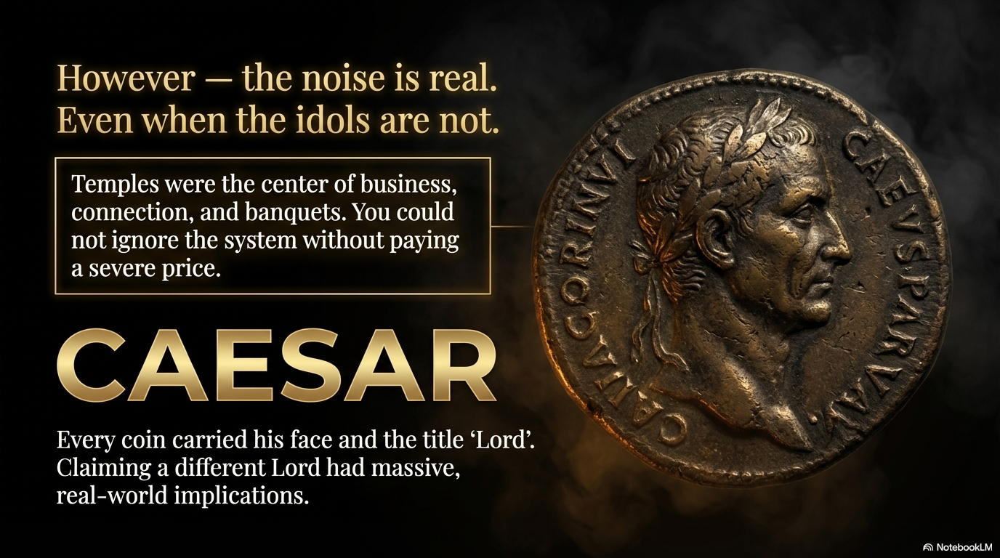 However — the noise is real.
Even when the idols are not.
Temples were the center of business,
connection, and banquets. You could
not ignore the system without paying
a severe price.
CAESAR
Every coin carried his face and the title ‘Lord’.
Claiming a different Lord had massive,
real-world implications.
CAEVS·PARVAV.
NotebookLM